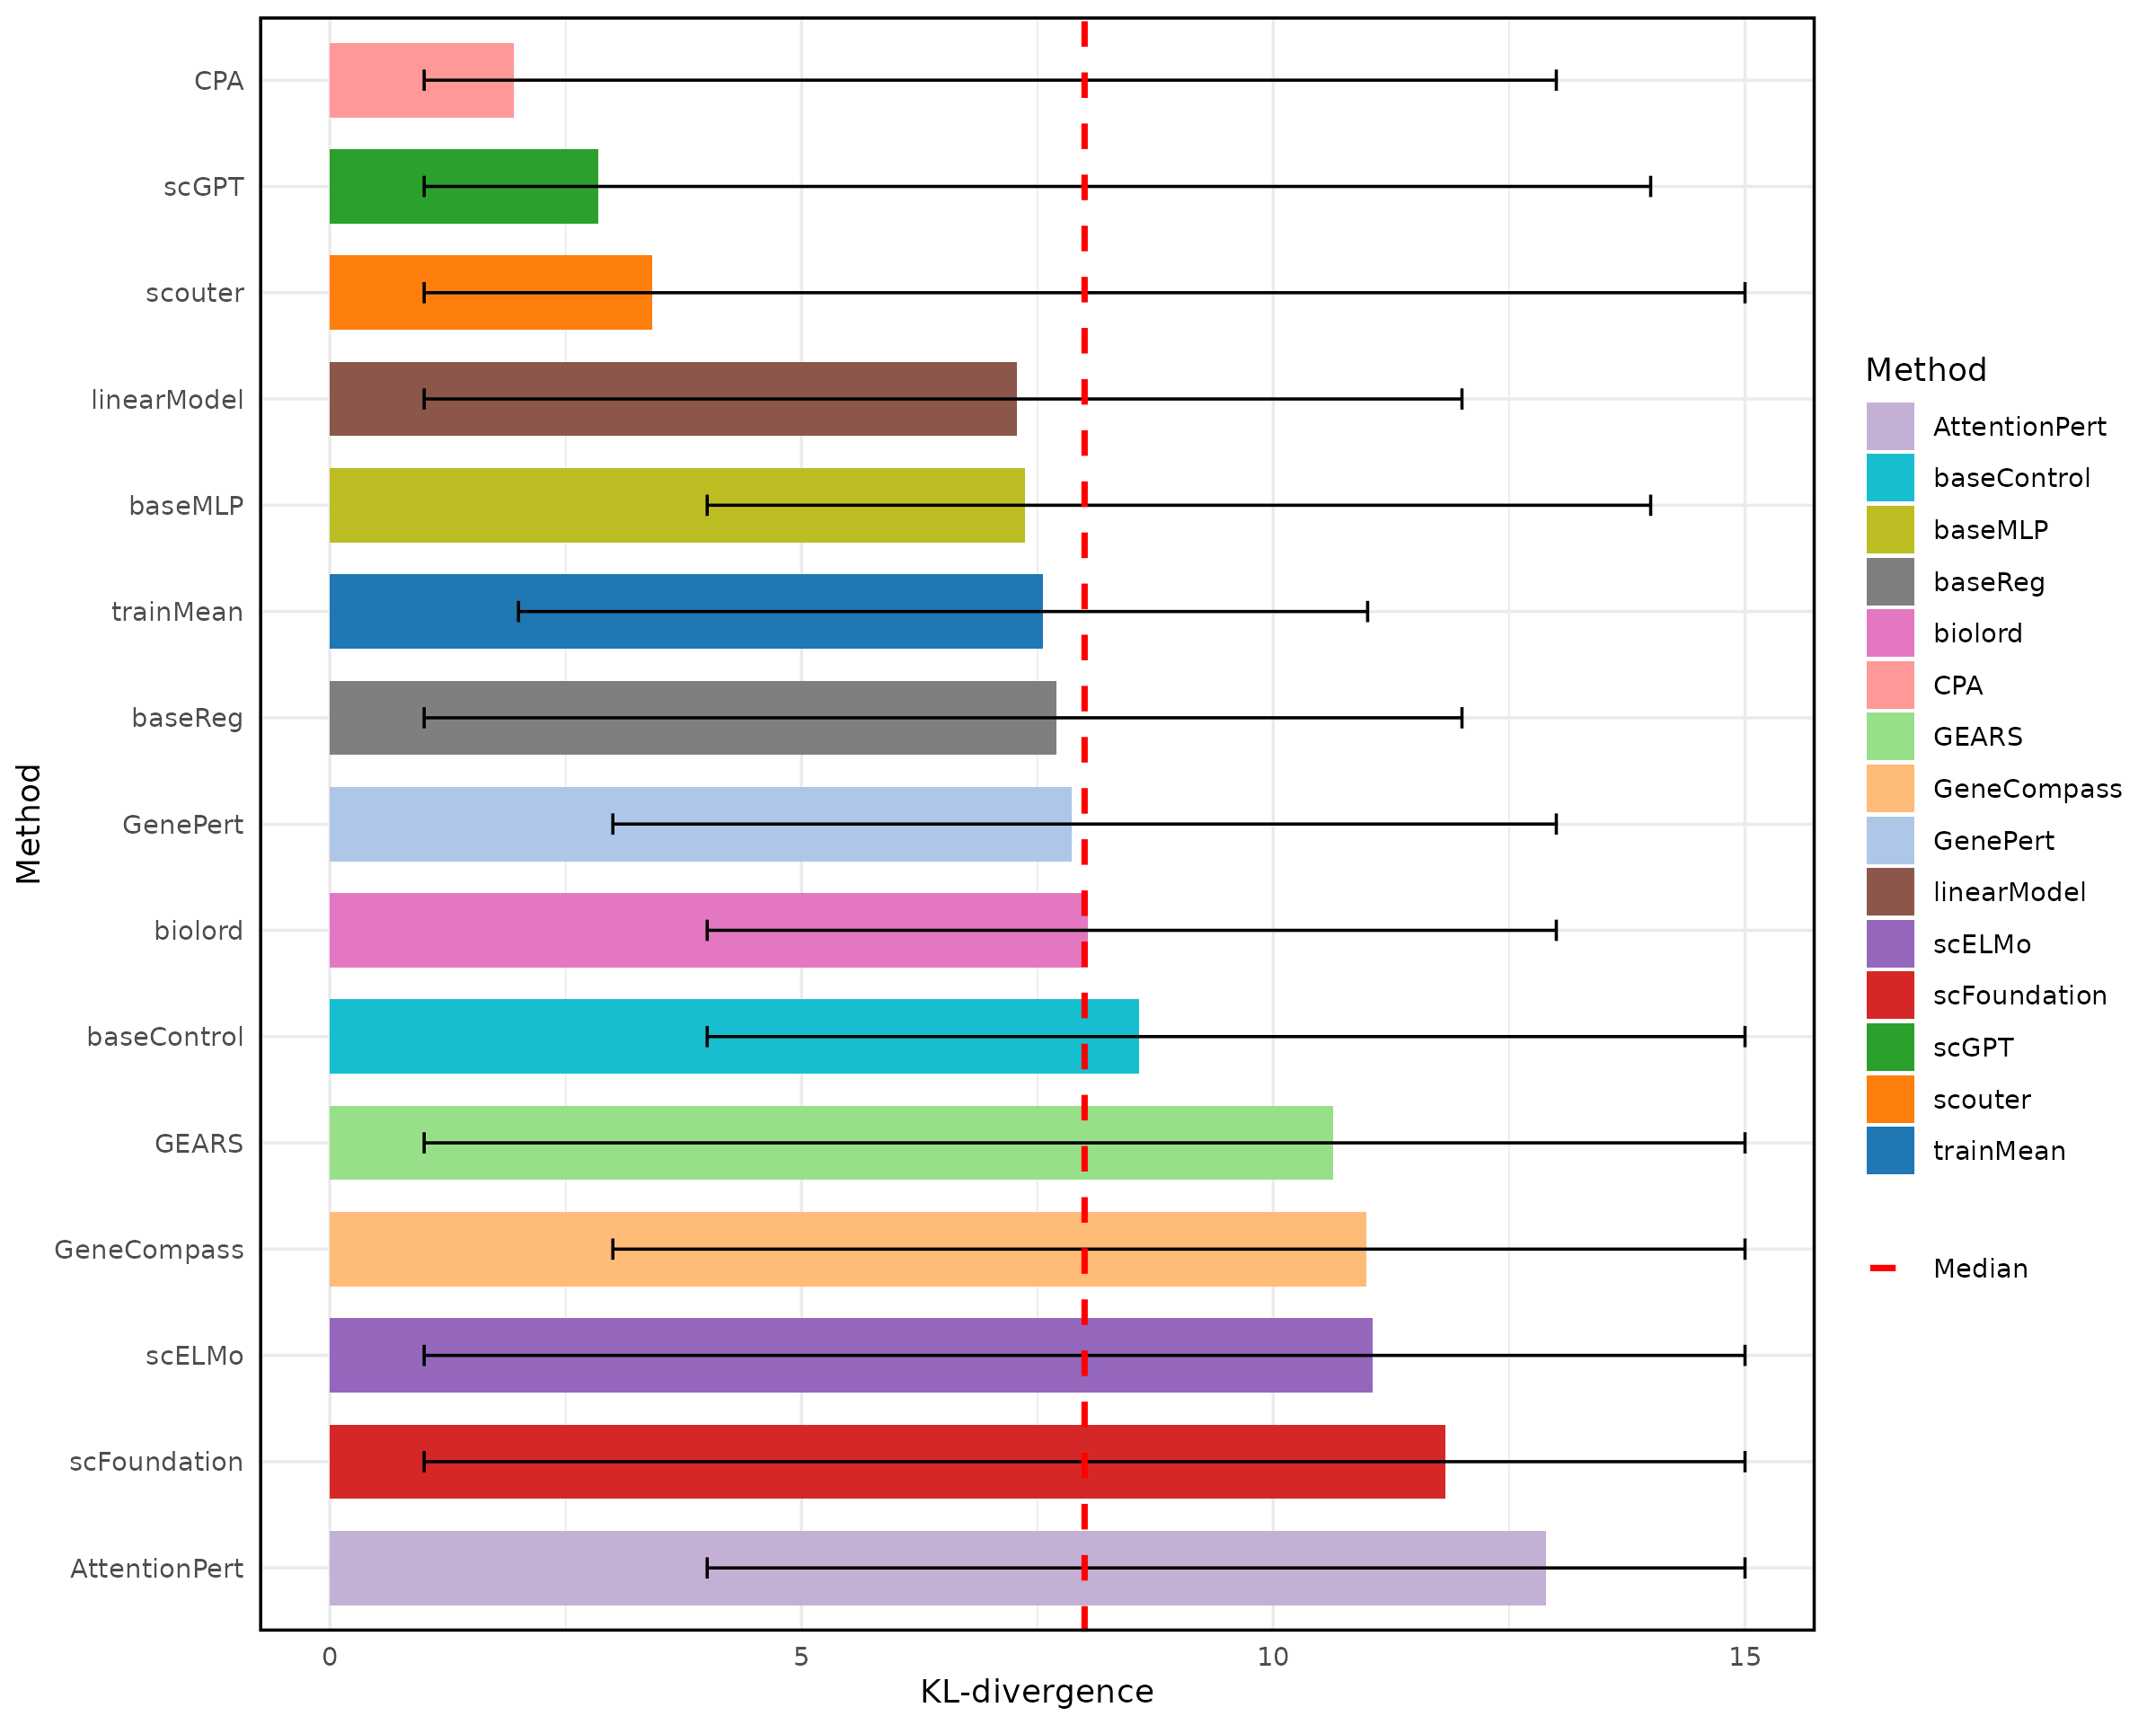 CPA
scGPT
scouter
linearModel
baseMLP
trainMean
baseReg
GenePert
biolord
baseControl
GEARS
GeneCompass
scELMo
scFoundation
AttentionPert
Method
0 5 10 15
KL-divergence
Method
AttentionPert
baseControl
baseMLP
baseReg
biolord
CPA
GEARS
GeneCompass
GenePert
linearModel
scELMo
scFoundation
scGPT
scouter
trainMean
Median